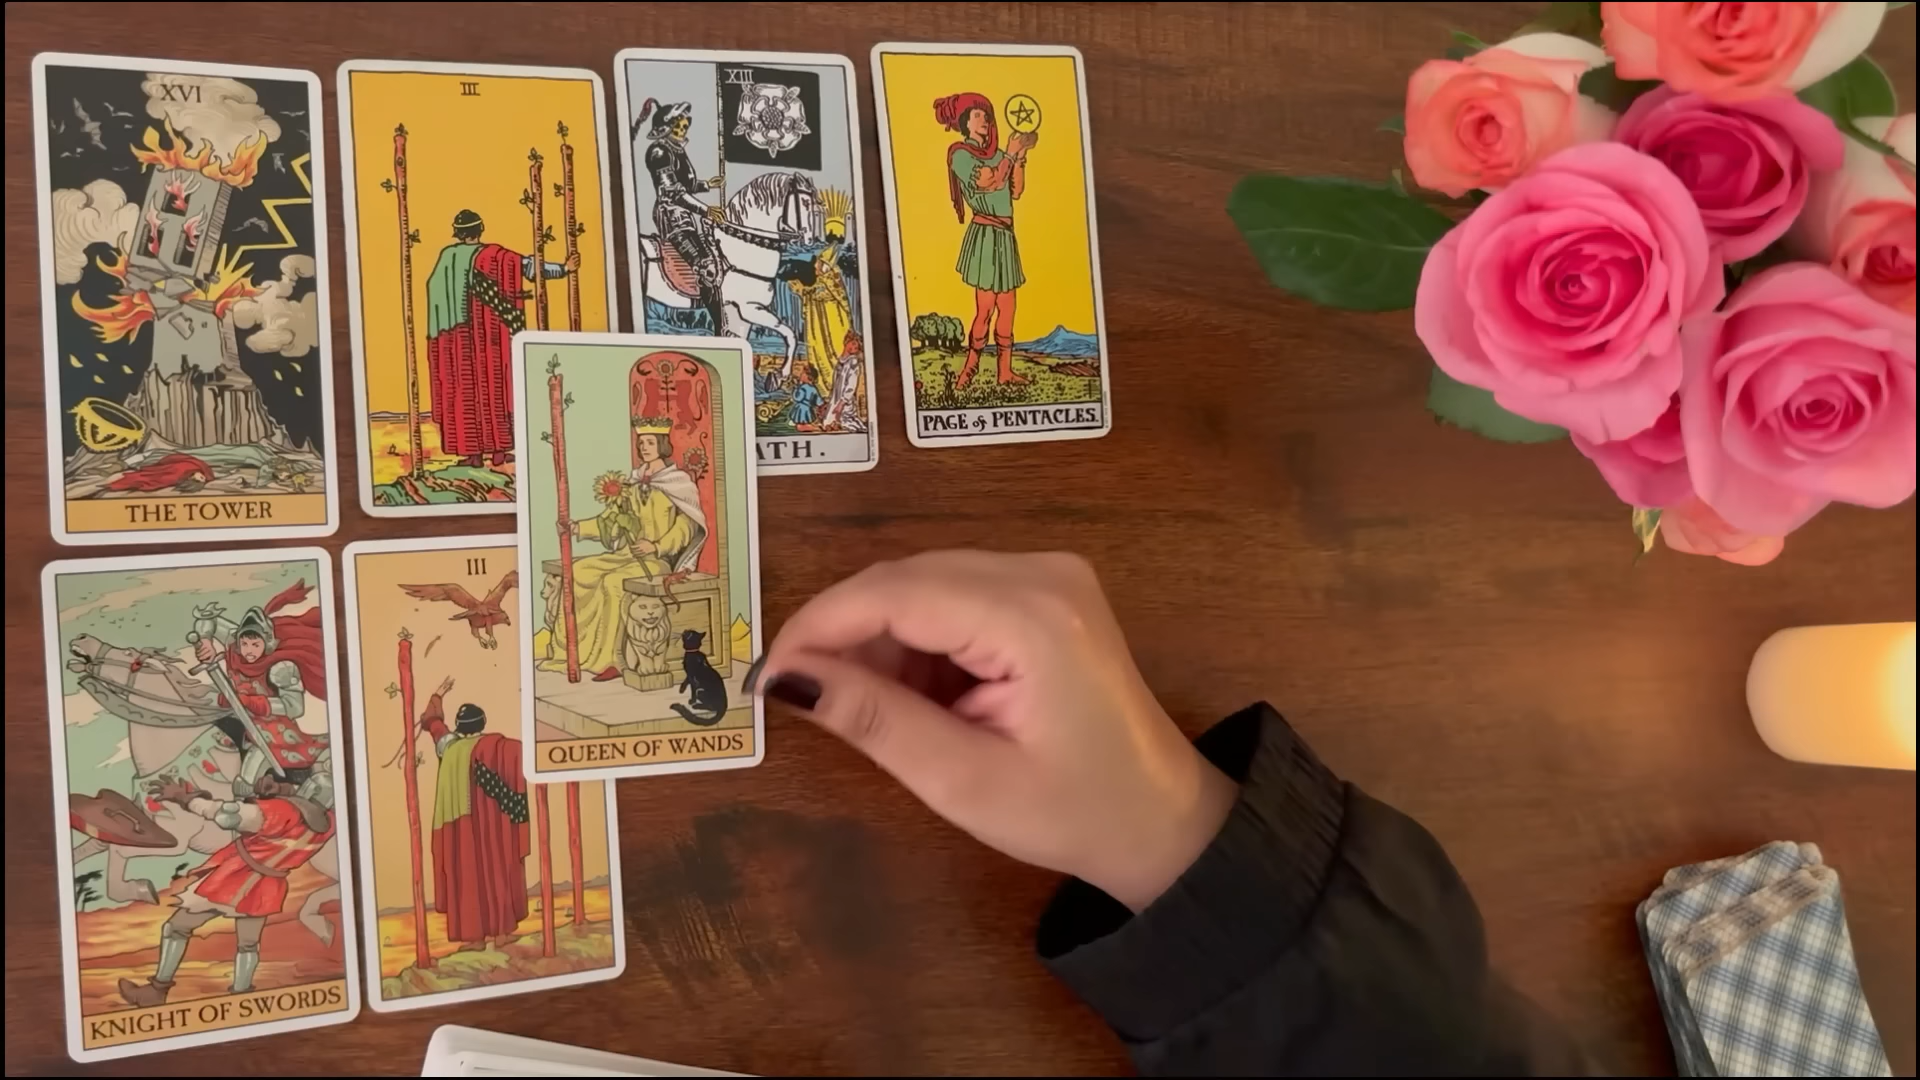 XVI
THE TOWER
III
XIII
ATH.
PAGE of PENTACLES.
KNIGHT OF SWORDS
III
QUEEN OF WANDS